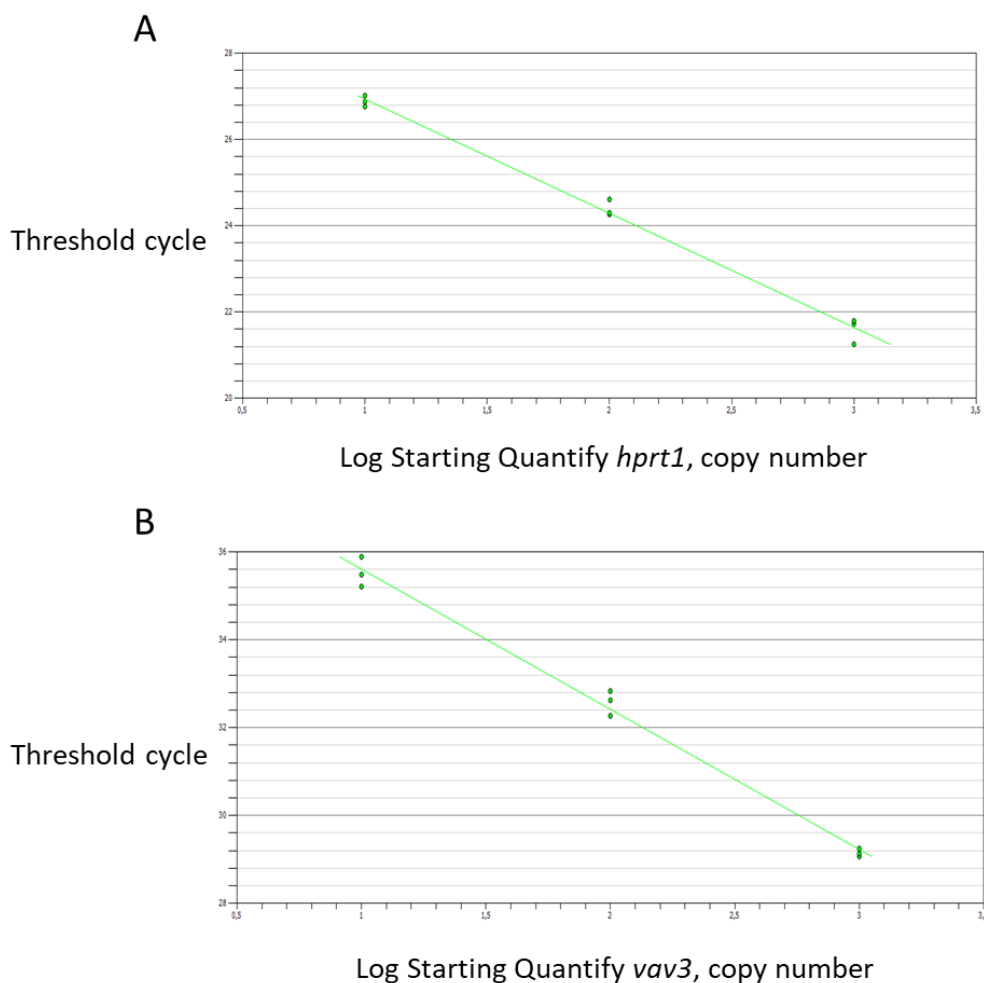 A
28
26
Threshold cycle
24
22
20
0,5 1 1,5 2 2,5 3 3,5
Log Starting Quantify hprt1, copy number
B
36
34
32
Threshold cycle
30
28
0,5 1 1,5 2 2,5 3 3,
Log Starting Quantify vav3, copy number